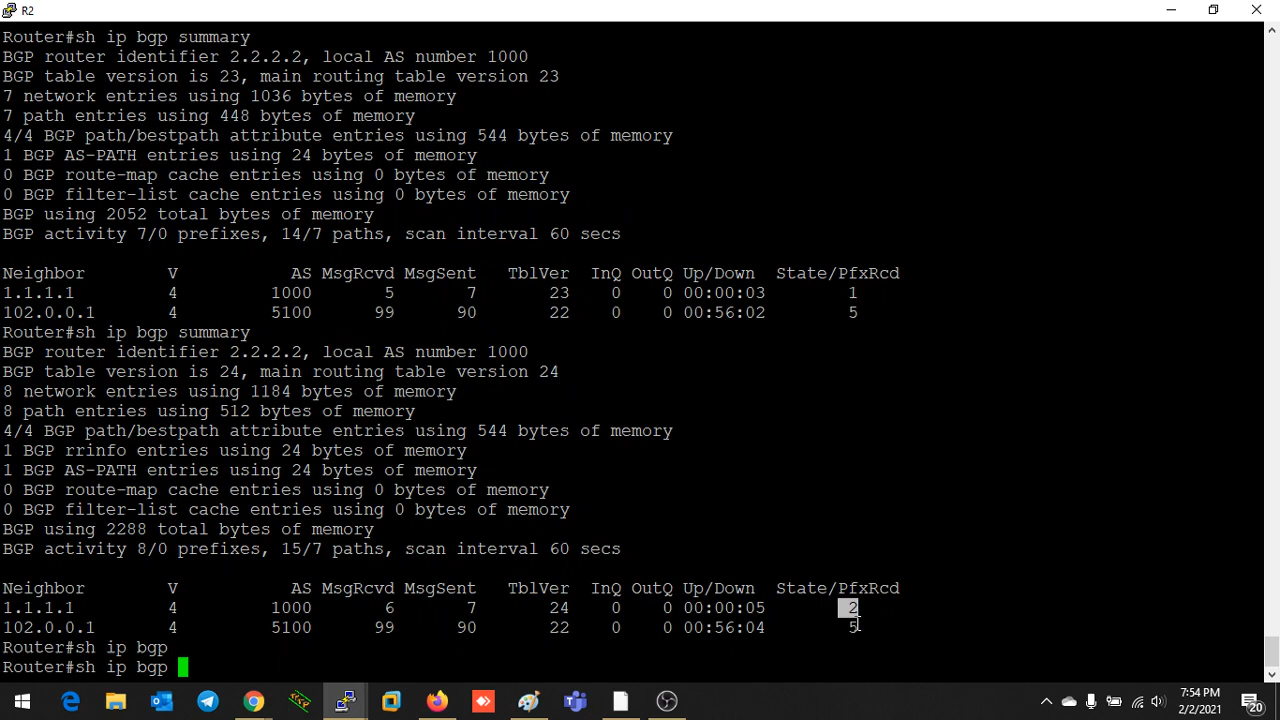 R2
Router#sh ip bgp summary
BGP router identifier 2.2.2.2, local AS number 1000
BGP table version is 23, main routing table version 23
7 network entries using 1036 bytes of memory
7 path entries using 448 bytes of memory
4/4 BGP path/bestpath attribute entries using 544 bytes of memory
1 BGP AS-PATH entries using 24 bytes of memory
0 BGP route-map cache entries using 0 bytes of memory
0 BGP filter-list cache entries using 0 bytes of memory
BGP using 2052 total bytes of memory
BGP activity 7/0 prefixes, 14/7 paths, scan interval 60 secs
Neighbor V AS MsgRcvd MsgSent TblVer InQ OutQ Up/Down State/PfxRcd
1.1.1.1 4 1000 5 7 23 0 0 00:00:03 1
102.0.0.1 4 5100 99 90 22 0 0 00:56:02 5
Router#sh ip bgp summary
BGP router identifier 2.2.2.2, local AS number 1000
BGP table version is 24, main routing table version 24
8 network entries using 1184 bytes of memory
8 path entries using 512 bytes of memory
4/4 BGP path/bestpath attribute entries using 544 bytes of memory
1 BGP rrinfo entries using 24 bytes of memory
1 BGP AS-PATH entries using 24 bytes of memory
0 BGP route-map cache entries using 0 bytes of memory
0 BGP filter-list cache entries using 0 bytes of memory
BGP using 2288 total bytes of memory
BGP activity 8/0 prefixes, 15/7 paths, scan interval 60 secs
Neighbor V AS MsgRcvd MsgSent TblVer InQ OutQ Up/Down State/PfxRcd
1.1.1.1 4 1000 6 7 24 0 0 00:00:05 2
102.0.0.1 4 5100 99 90 22 0 0 00:56:04 5
Router#sh ip bgp
Router#sh ip bgp
7:54 PM
2/2/2021
20